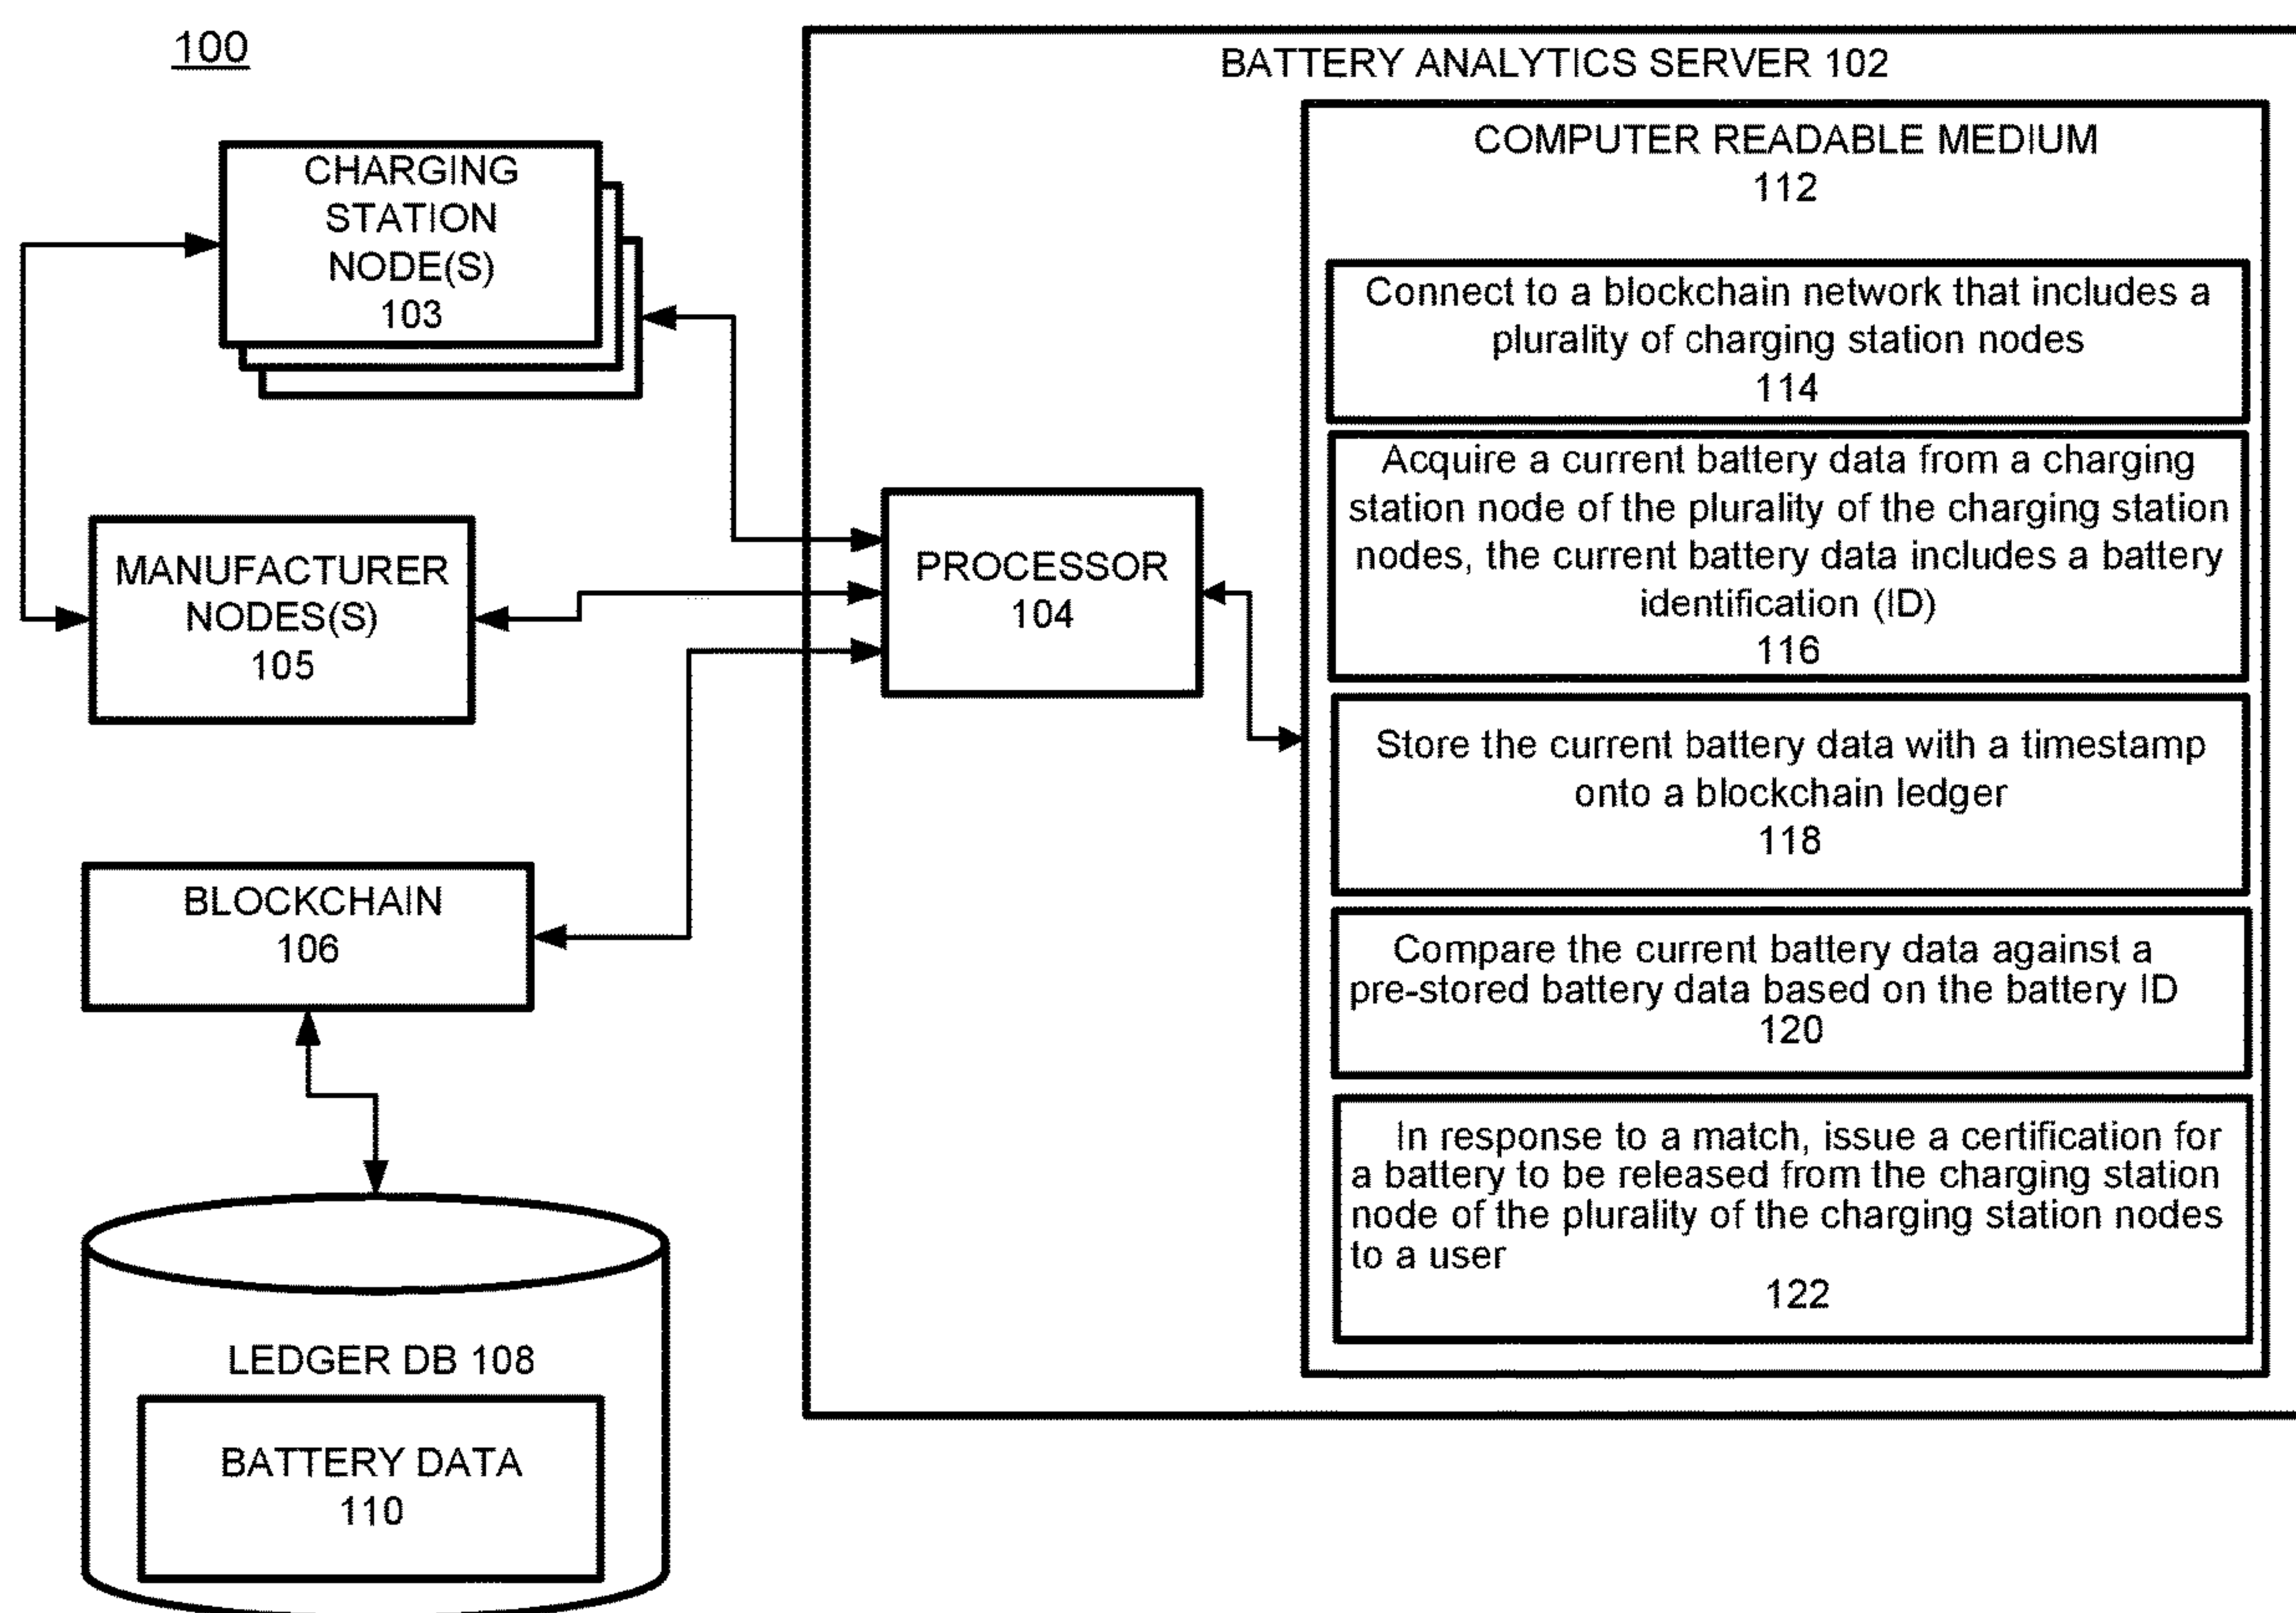 100
CHARGING
STATION
NODE(S)
103
MANUFACTURER
NODES(S)
105
BLOCKCHAIN
106
LEDGER DB 108
BATTERY DATA
110
BATTERY ANALYTICS SERVER 102
PROCESSOR
104
COMPUTER READABLE MEDIUM
112
Connect to a blockchain network that includes a
plurality of charging station nodes
114
Acquire a current battery data from a charging
station node of the plurality of the charging station
nodes, the current battery data includes a battery
identification (ID)
116
Store the current battery data with a timestamp
onto a blockchain ledger
118
Compare the current battery data against a
pre-stored battery data based on the battery ID
120
In response to a match, issue a certification for
a battery to be released from the charging station
node of the plurality of the charging station nodes
to a user
122